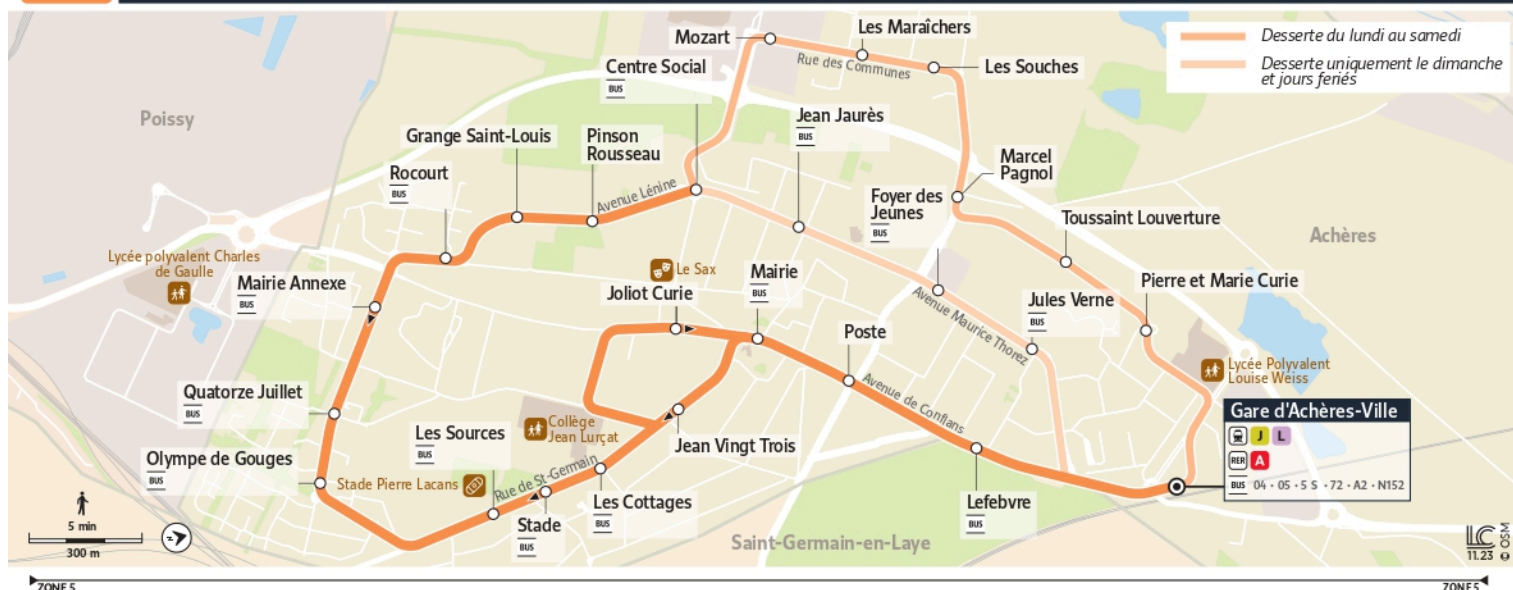 Mozart
Les Maraîchers
Rue des Communes
Les Souches
Desserte du lundi au samedi
Desserte uniquement le dimanche
et jours feriés
Centre Social
BUS
Poissy
Jean Jaurès
BUS
Grange Saint-Louis
Pinson
Rousseau
Rocourt
BUS
Avenue Lénine
Marcel
Pagnol
Foyer des
Jeunes
BUS
Toussaint Louverture
Achères
Lycée polyvalent Charles
de Gaulle
Mairie Annexe
BUS
Le Sax
Joliot Curie
Mairie
BUS
Pierre et Marie Curie
Avenue Maurice Thorez
Jules Verne
BUS
Poste
Lycée Polyvalent
Louise Weiss
Avenue de Conflans
Quatorze Juillet
BUS
Gare d'Achères-Ville
J L
RER A
BUS 04 • 05 • 5 S • 72 • A2 • N152
Collège
Jean Lurçat
Les Sources
BUS
Jean Vingt Trois
Olympe de Gouges
BUS
Stade Pierre Lacans
Rue de St-Germain
Les Cottages
BUS
Stade
BUS
Lefebvre
BUS
5 min
300 m
Saint-Germain-en-Laye
LC
11.23
© OSM
ZONE 5
ZONE 5